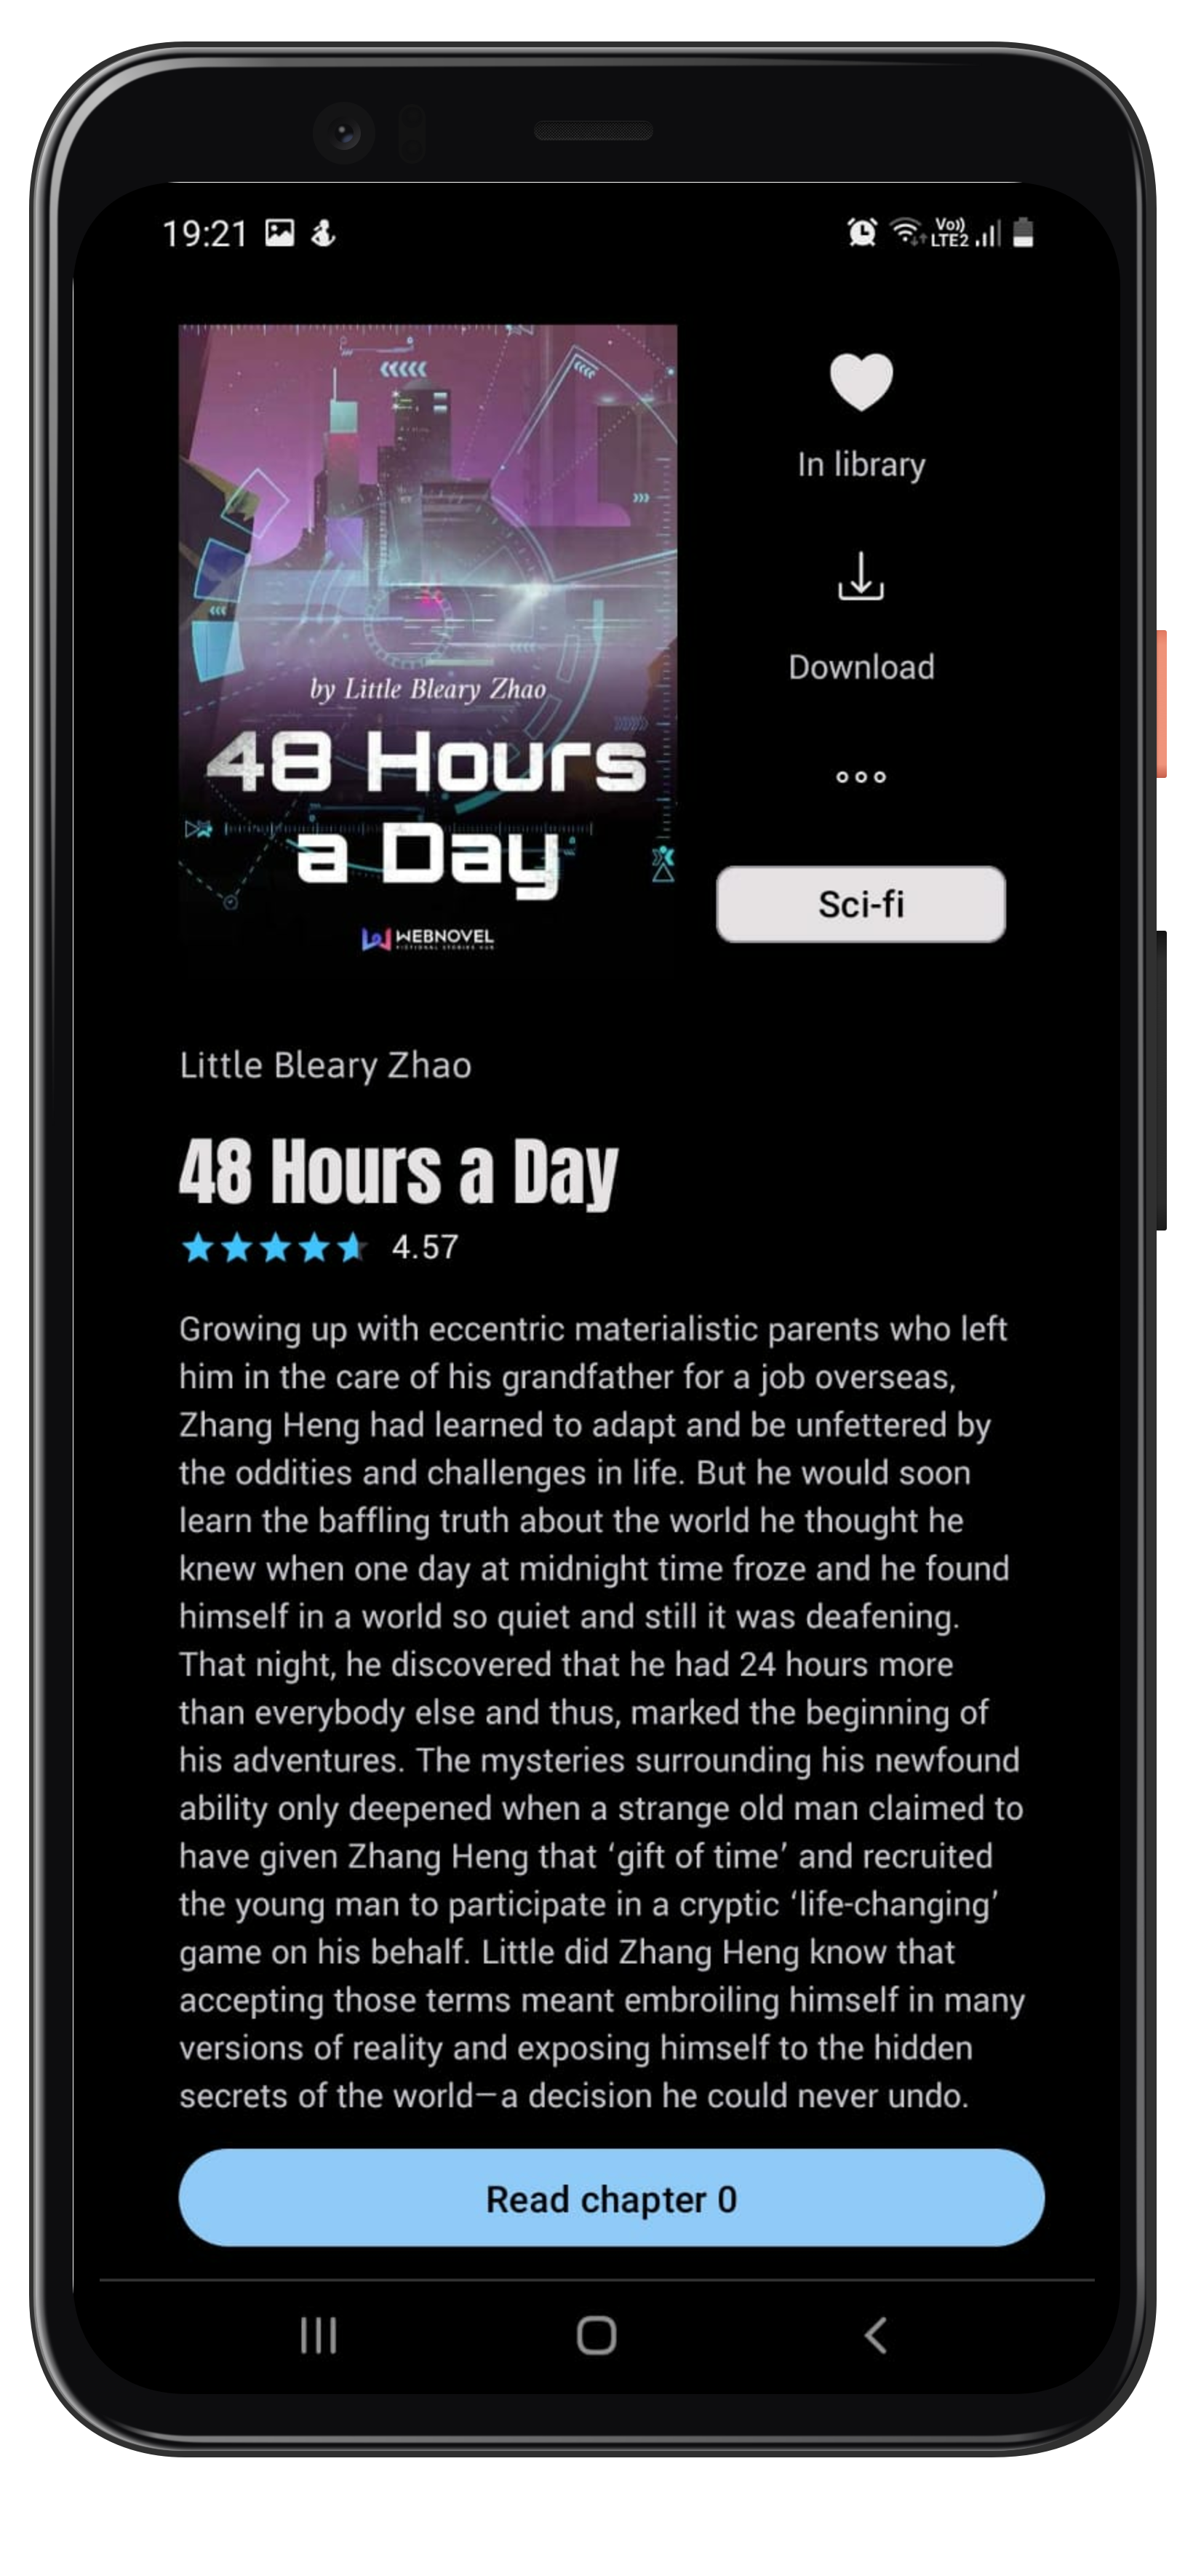 19:21
Vo))
LTE2
In library
by Little Bleary Zhao
Download
48 Hours
a Day
Sci-fi
WEBNOVEL
Little Bleary Zhao
48 Hours a Day
4.57
Growing up with eccentric materialistic parents who left
him in the care of his grandfather for a job overseas,
Zhang Heng had learned to adapt and be unfettered by
the oddities and challenges in life. But he would soon
learn the baffling truth about the world he thought he
knew when one day at midnight time froze and he found
himself in a world so quiet and still it was deafening.
That night, he discovered that he had 24 hours more
than everybody else and thus, marked the beginning of
his adventures. The mysteries surrounding his newfound
ability only deepened when a strange old man claimed to
have given Zhang Heng that ‘gift of time’ and recruited
the young man to participate in a cryptic ‘life-changing’
game on his behalf. Little did Zhang Heng know that
accepting those terms meant embroiling himself in many
versions of reality and exposing himself to the hidden
secrets of the world—a decision he could never undo.
Read chapter 0